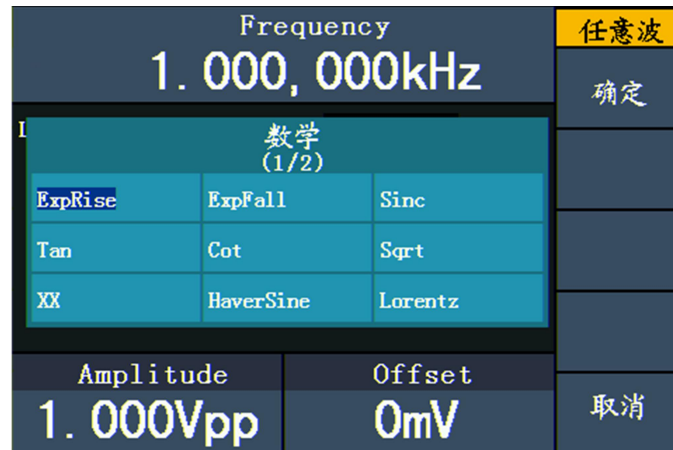 Frequency
1.000,000kHz
任意波
确定
数学
(1/2)
ExpRise ExpFall Sinc
Tan Cot Sqrt
XX HaverSine Lorentz
Amplitude Offset
1.000Vpp 0mV
取消